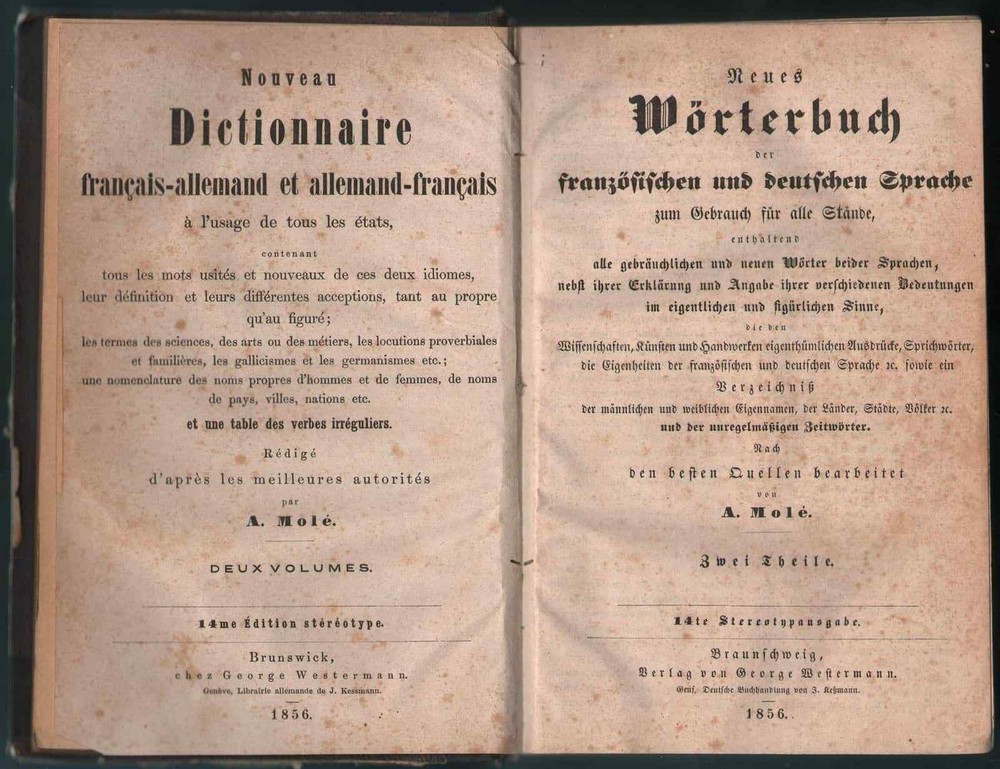 Nouveau
Dictionnaire
français-allemand et allemand-français
à l'usage de tous les états,
contenant
tous les mots usités et nouveaux de ces deux idiomes,
leur définition et leurs différentes acceptions, tant au propre
qu'au figuré;
les termes des sciences, des arts ou des métiers, les locutions proverbiales
et familières, les gallicismes et les germanismes etc.;
une nomenclature des noms propres d'hommes et de femmes, de noms
de pays, villes, nations etc.
et une table des verbes irréguliers.
Rédigé
d'après les meilleures autorités
par
A. Molé.
DEUX VOLUMES.
14me Édition stéréotype.
Brunswick,
chez George Westermann.
Genève, Librairie allemande de J. Kessmann.
1856.
Neues
Wörterbuch
der
französischen und deutschen Sprache
zum Gebrauch für alle Stände,
enthaltend
alle gebräuchlichen und neuen Wörter beider Sprachen,
nebst ihrer Erklärung und Angabe ihrer verschiedenen Bedeutungen
im eigentlichen und figürlichen Sinne,
die den
Wissenschaften, Künsten und Handwerken eigenthümlichen Ausdrücke, Sprichwörter,
die Eigenheiten der französischen und deutschen Sprache ꝛc. sowie ein
Verzeichniß
der männlichen und weiblichen Eigennamen, der Länder, Städte, Völker ꝛc.
und der unregelmäßigen Zeitwörter.
Nach
den besten Quellen bearbeitet
von
A. Molé.
Zwei Theile.
14te Stereotypausgabe.
Braunschweig,
Verlag von George Westermann.
Genf, Deutsche Buchhandlung von J. Keßmann.
1856.